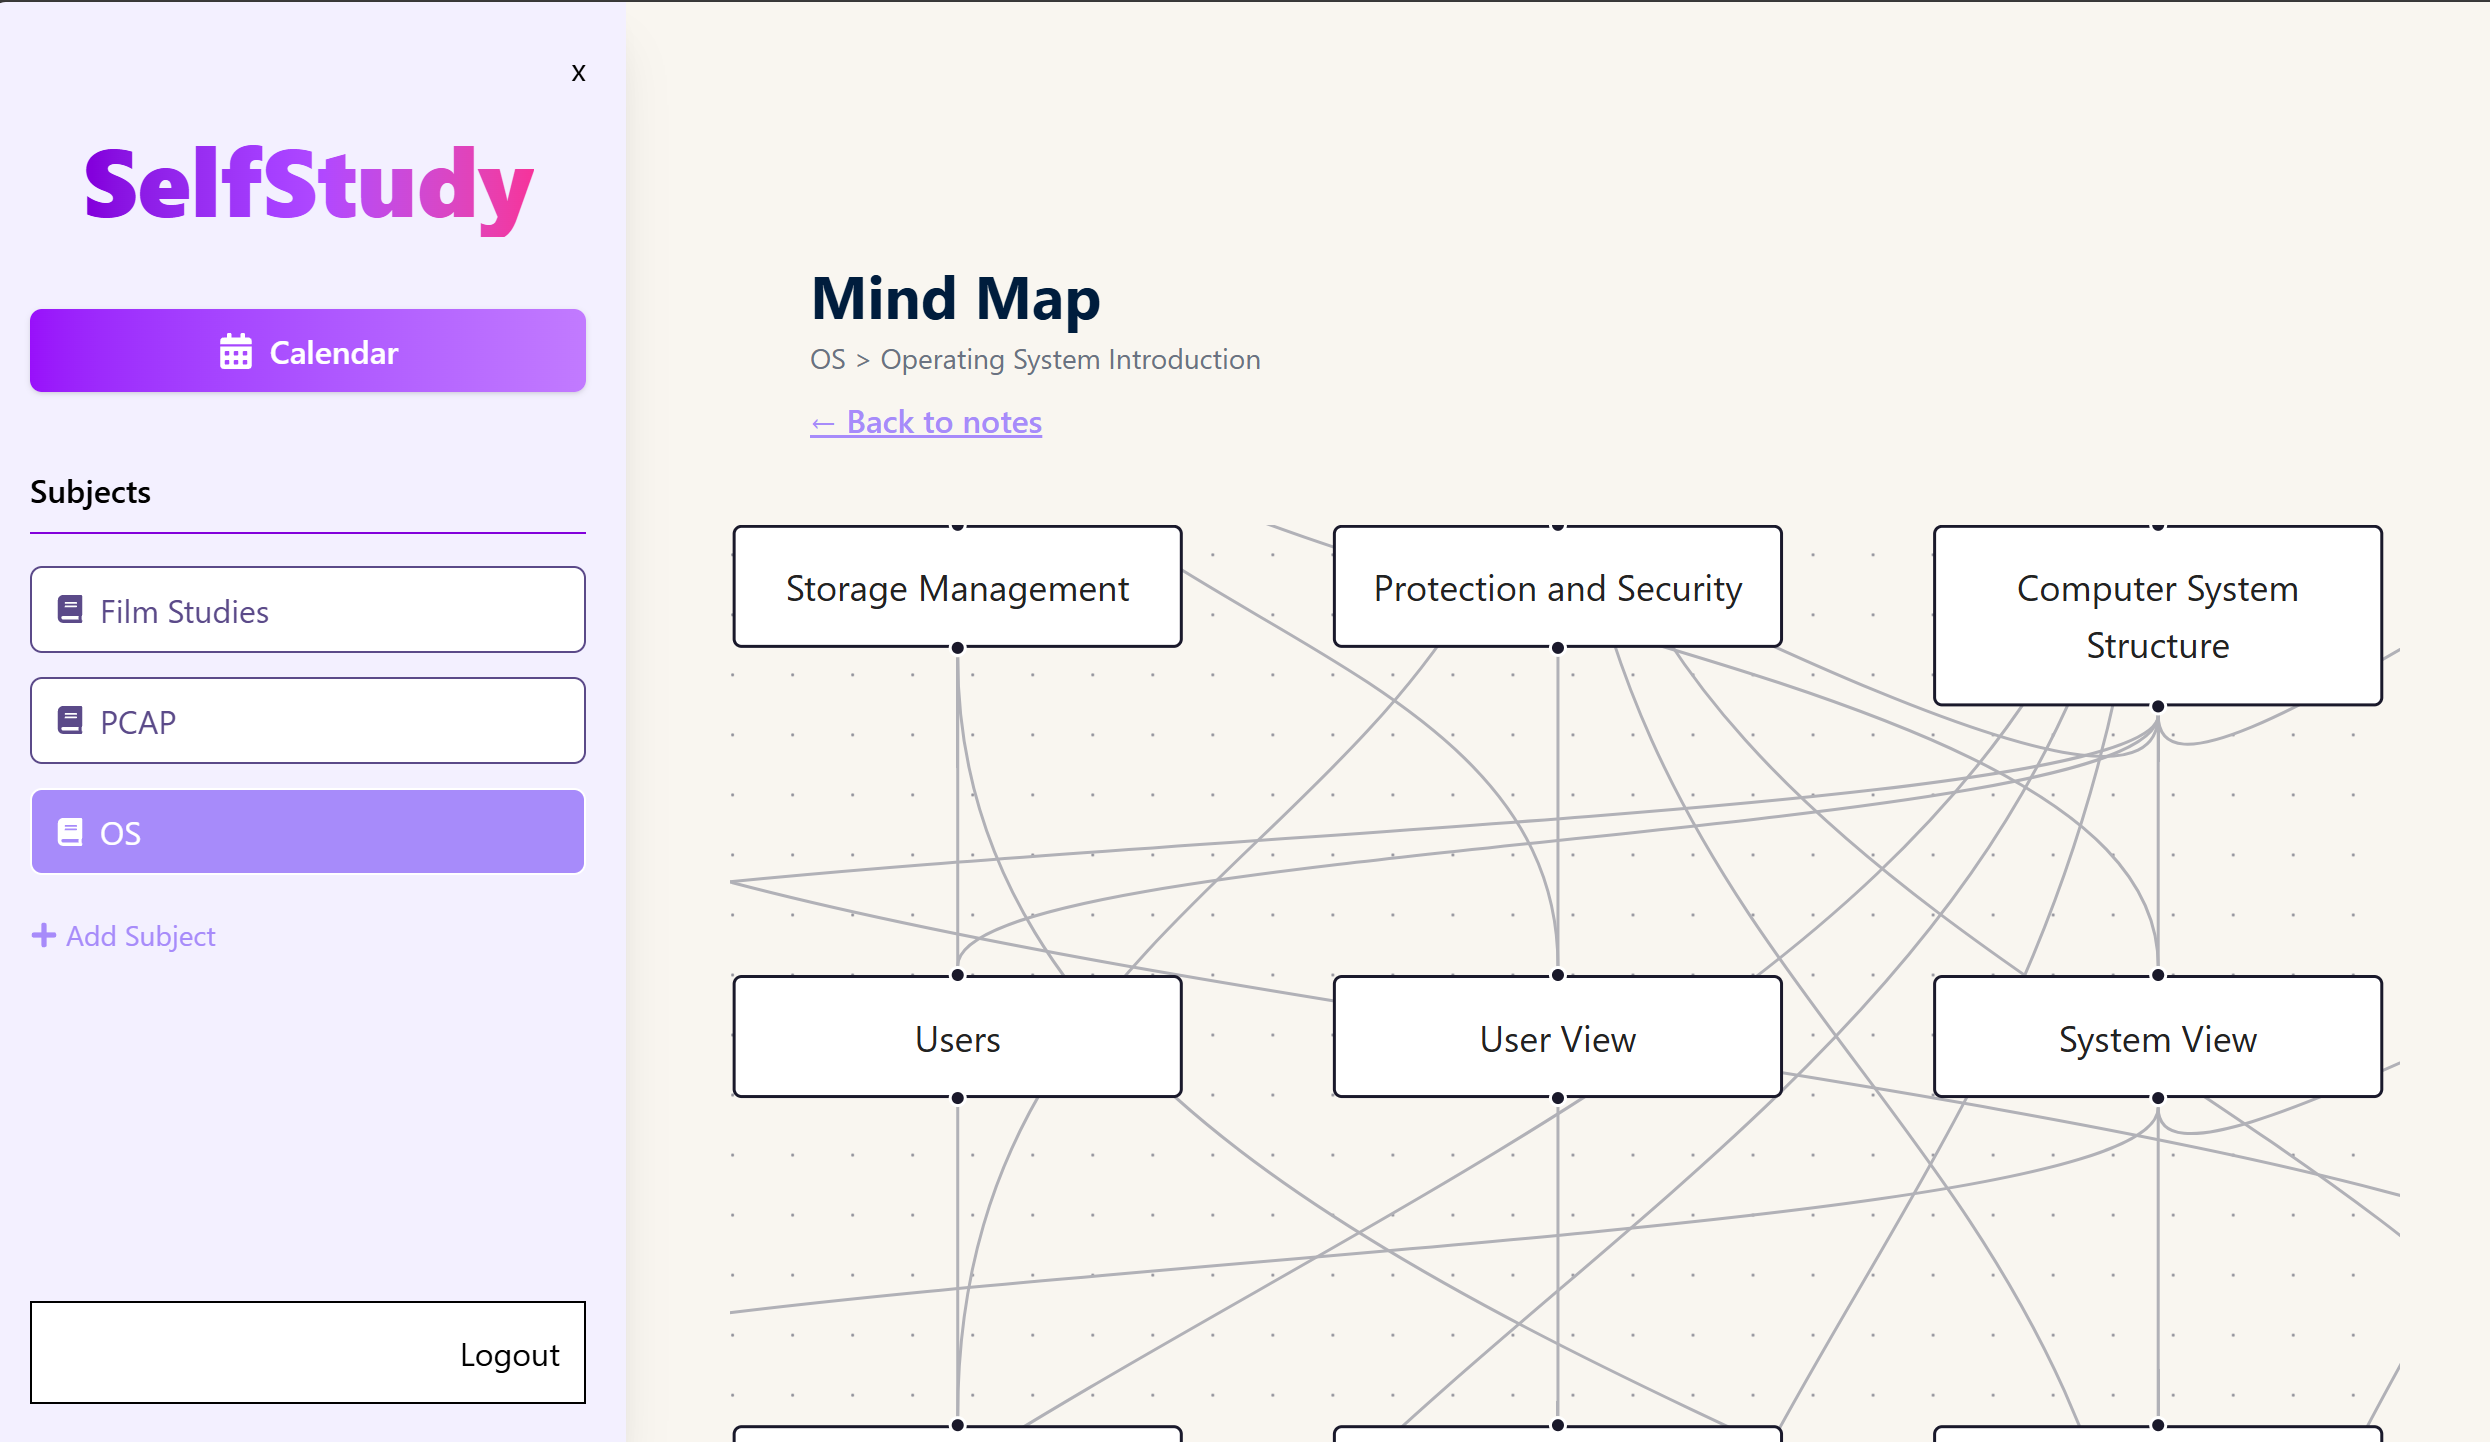 x
SelfStudy
Calendar
Subjects
Film Studies
PCAP
OS
Add Subject
Logout
Mind Map
OS > Operating System Introduction
← Back to notes
Storage Management
Protection and Security
Computer System
Structure
Users
User View
System View